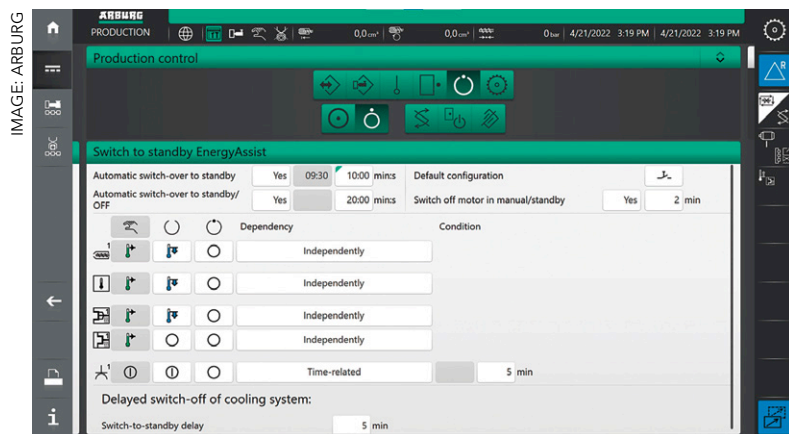 IMAGE: ARBURG
ARBURG
PRODUCTION 0,0 cm³ 0,0 cm³ 0 bar 4/21/2022 3:19 PM 4/21/2022 3:19 PM
Production control
Switch to standby EnergyAssist
Automatic switch-over to standby Yes 09:30 10:00 min:s Default configuration
Automatic switch-over to standby/
OFF Yes 20:00 min:s Switch off motor in manual/standby Yes 2 min
Dependency Condition
1 Independently
Independently
Independently
Independently
1 Time-related 5 min
Delayed switch-off of cooling system:
Switch-to-standby delay 5 min
R
i